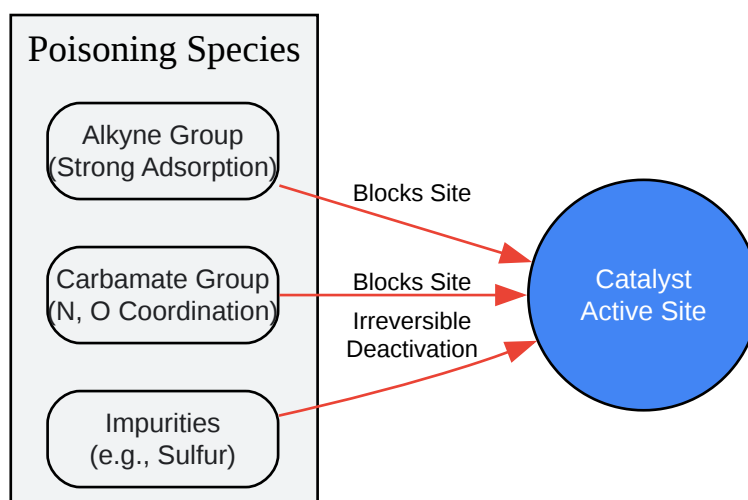 Poisoning Species
Alkyne Group
(Strong Adsorption)
Blocks Site
Carbamate Group
(N, O Coordination)
Blocks Site
Catalyst
Active Site
Irreversible
Deactivation
Impurities
(e.g., Sulfur)